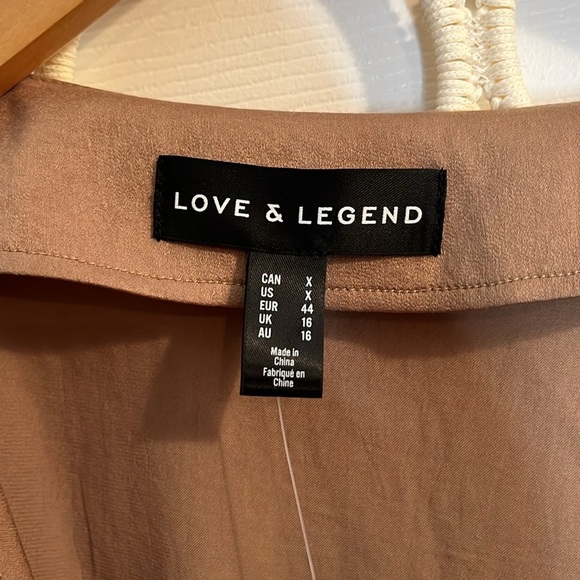 LOVE & LEGEND
CAN X
US X
EUR 44
UK 16
AU 16
Made in
China
Fabriqué en
Chine